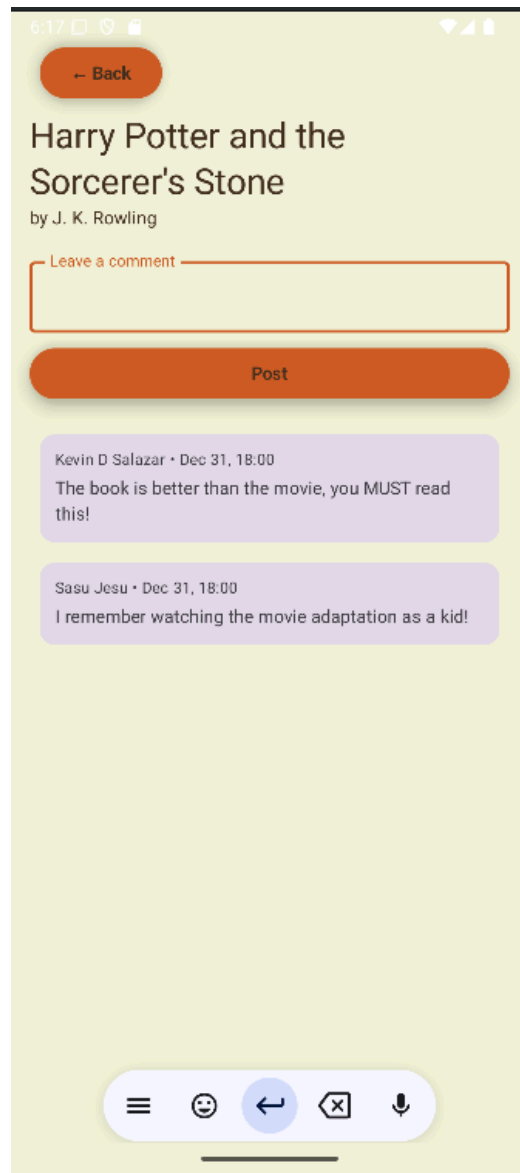 6:17
← Back
Harry Potter and the
Sorcerer's Stone
by J. K. Rowling
Leave a comment
Post
Kevin D Salazar • Dec 31, 18:00
The book is better than the movie, you MUST read
this!
Sasu Jesu • Dec 31, 18:00
I remember watching the movie adaptation as a kid!